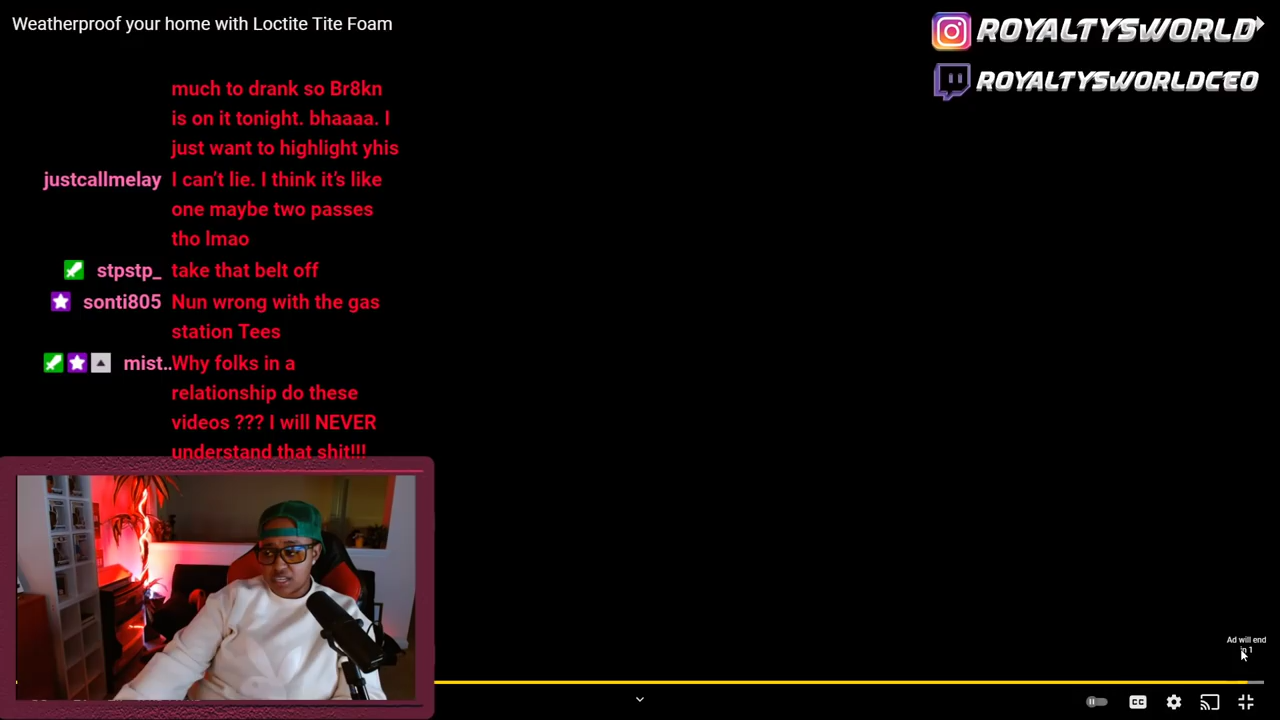 Weatherproof your home with Loctite Tite Foam
ROYALTYSWORLD
ROYALTYSWORLDCEO
much to drank so Br8kn
is on it tonight. bhaaaa. I
just want to highlight yhis
justcallmelay I can't lie. I think it's like
one maybe two passes
tho lmao
stpstp_ take that belt off
sonti805 Nun wrong with the gas
station Tees
mist.. Why folks in a
relationship do these
videos ??? I will NEVER
understand that shit!!!
Ad will end
in 1
CC